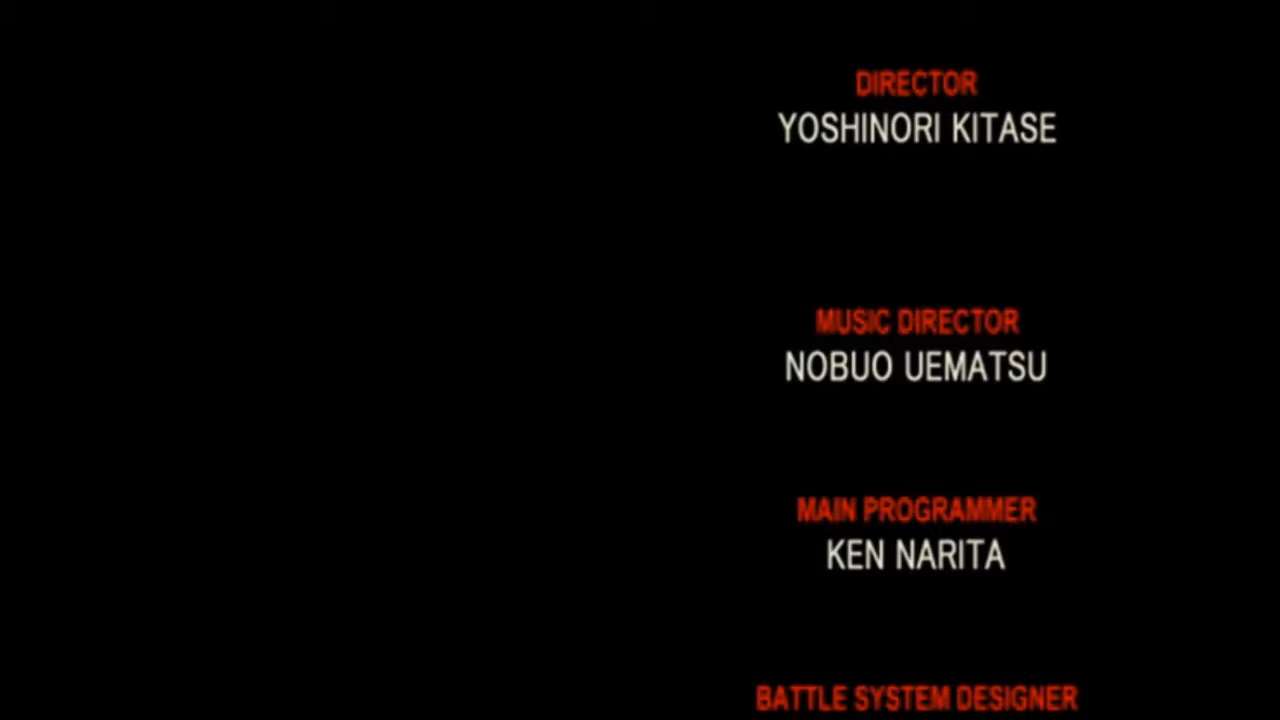 DIRECTOR
YOSHINORI KITASE
MUSIC DIRECTOR
NOBUO UEMATSU
MAIN PROGRAMMER
KEN NARITA
BATTLE SYSTEM DESIGNER